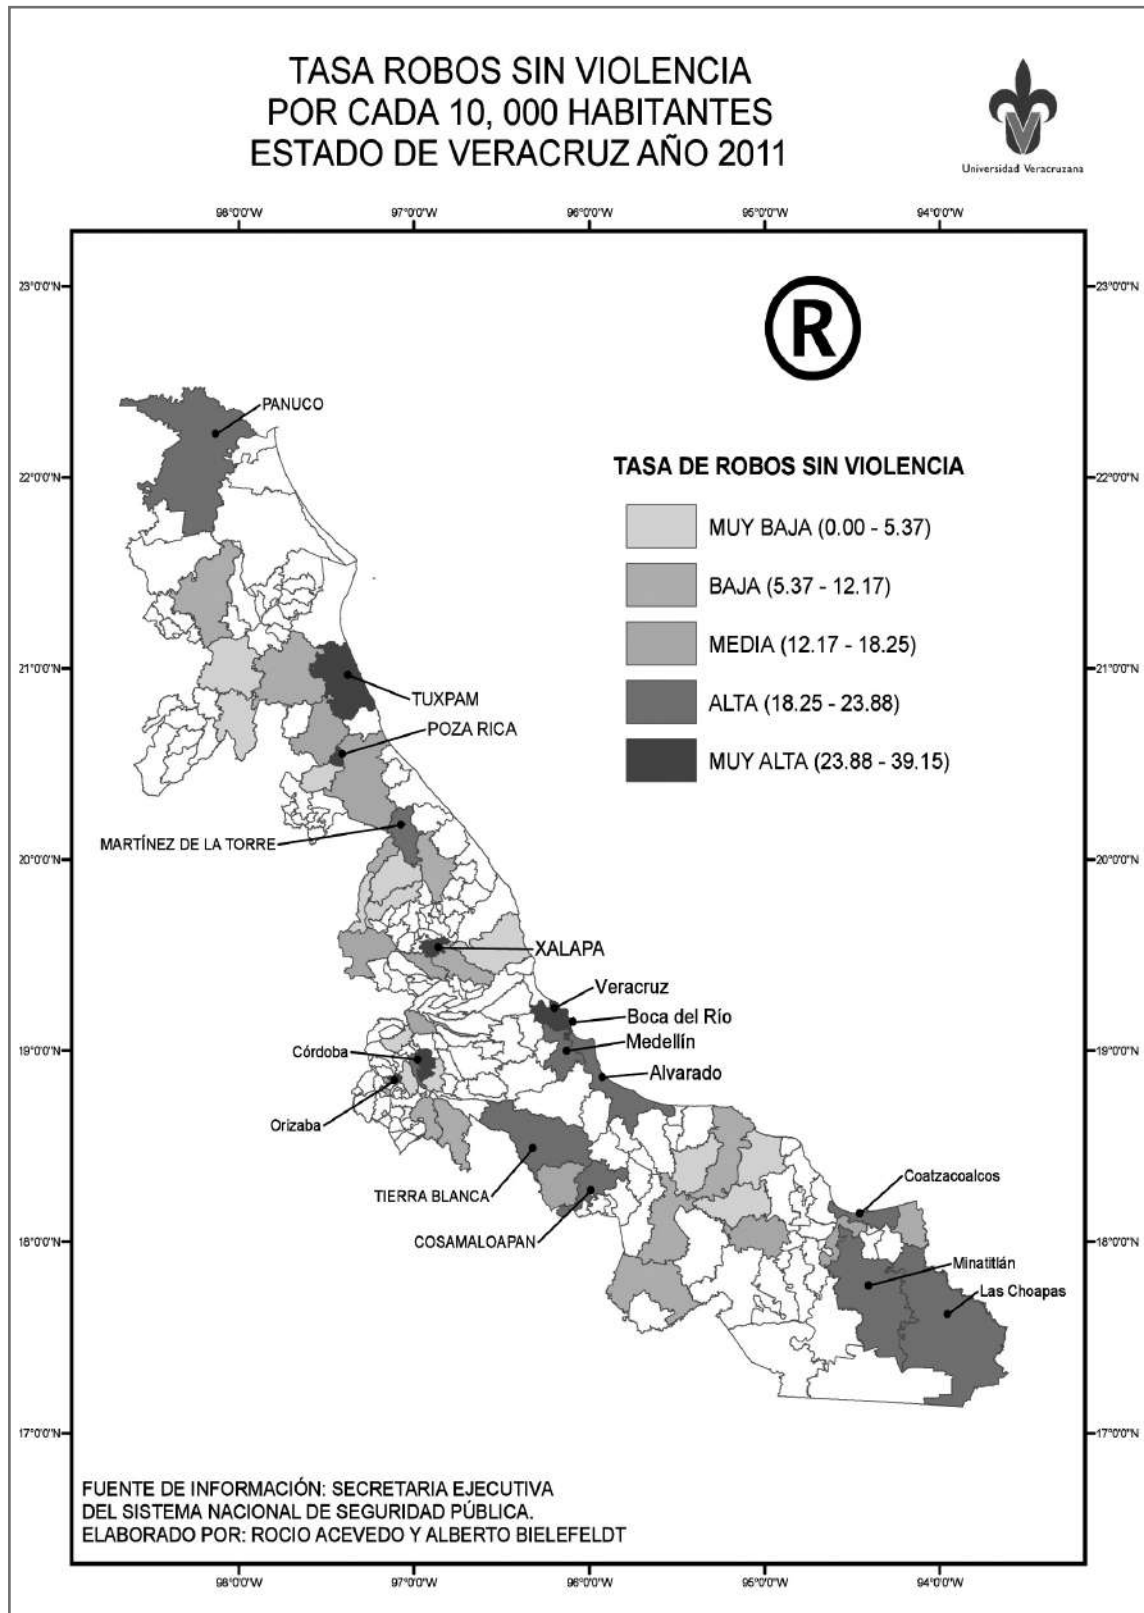 TASA ROBOS SIN VIOLENCIA
POR CADA 10, 000 HABITANTES
ESTADO DE VERACRUZ AÑO 2011
Universidad Veracruzana
98°0'0"W 97°0'0"W 96°0'0"W 95°0'0"W 94°0'0"W
23°0'0"N 23°0'0"N
®
PANUCO
TASA DE ROBOS SIN VIOLENCIA
22°0'0"N 22°0'0"N
MUY BAJA (0.00 - 5.37)
BAJA (5.37 - 12.17)
MEDIA (12.17 - 18.25)
21°0'0"N 21°0'0"N
TUXPAM
ALTA (18.25 - 23.88)
POZA RICA
MUY ALTA (23.88 - 39.15)
MARTÍNEZ DE LA TORRE
20°0'0"N 20°0'0"N
XALAPA
Veracruz
Boca del Río
Medellín
19°0'0"N 19°0'0"N
Córdoba
Alvarado
Orizaba
Coatzacoalcos
TIERRA BLANCA
COSAMALOAPAN
18°0'0"N 18°0'0"N
Minatitlán
Las Choapas
17°0'0"N 17°0'0"N
FUENTE DE INFORMACIÓN: SECRETARIA EJECUTIVA
DEL SISTEMA NACIONAL DE SEGURIDAD PÚBLICA.
ELABORADO POR: ROCIO ACEVEDO Y ALBERTO BIELEFELDT
98°0'0"W 97°0'0"W 96°0'0"W 95°0'0"W 94°0'0"W